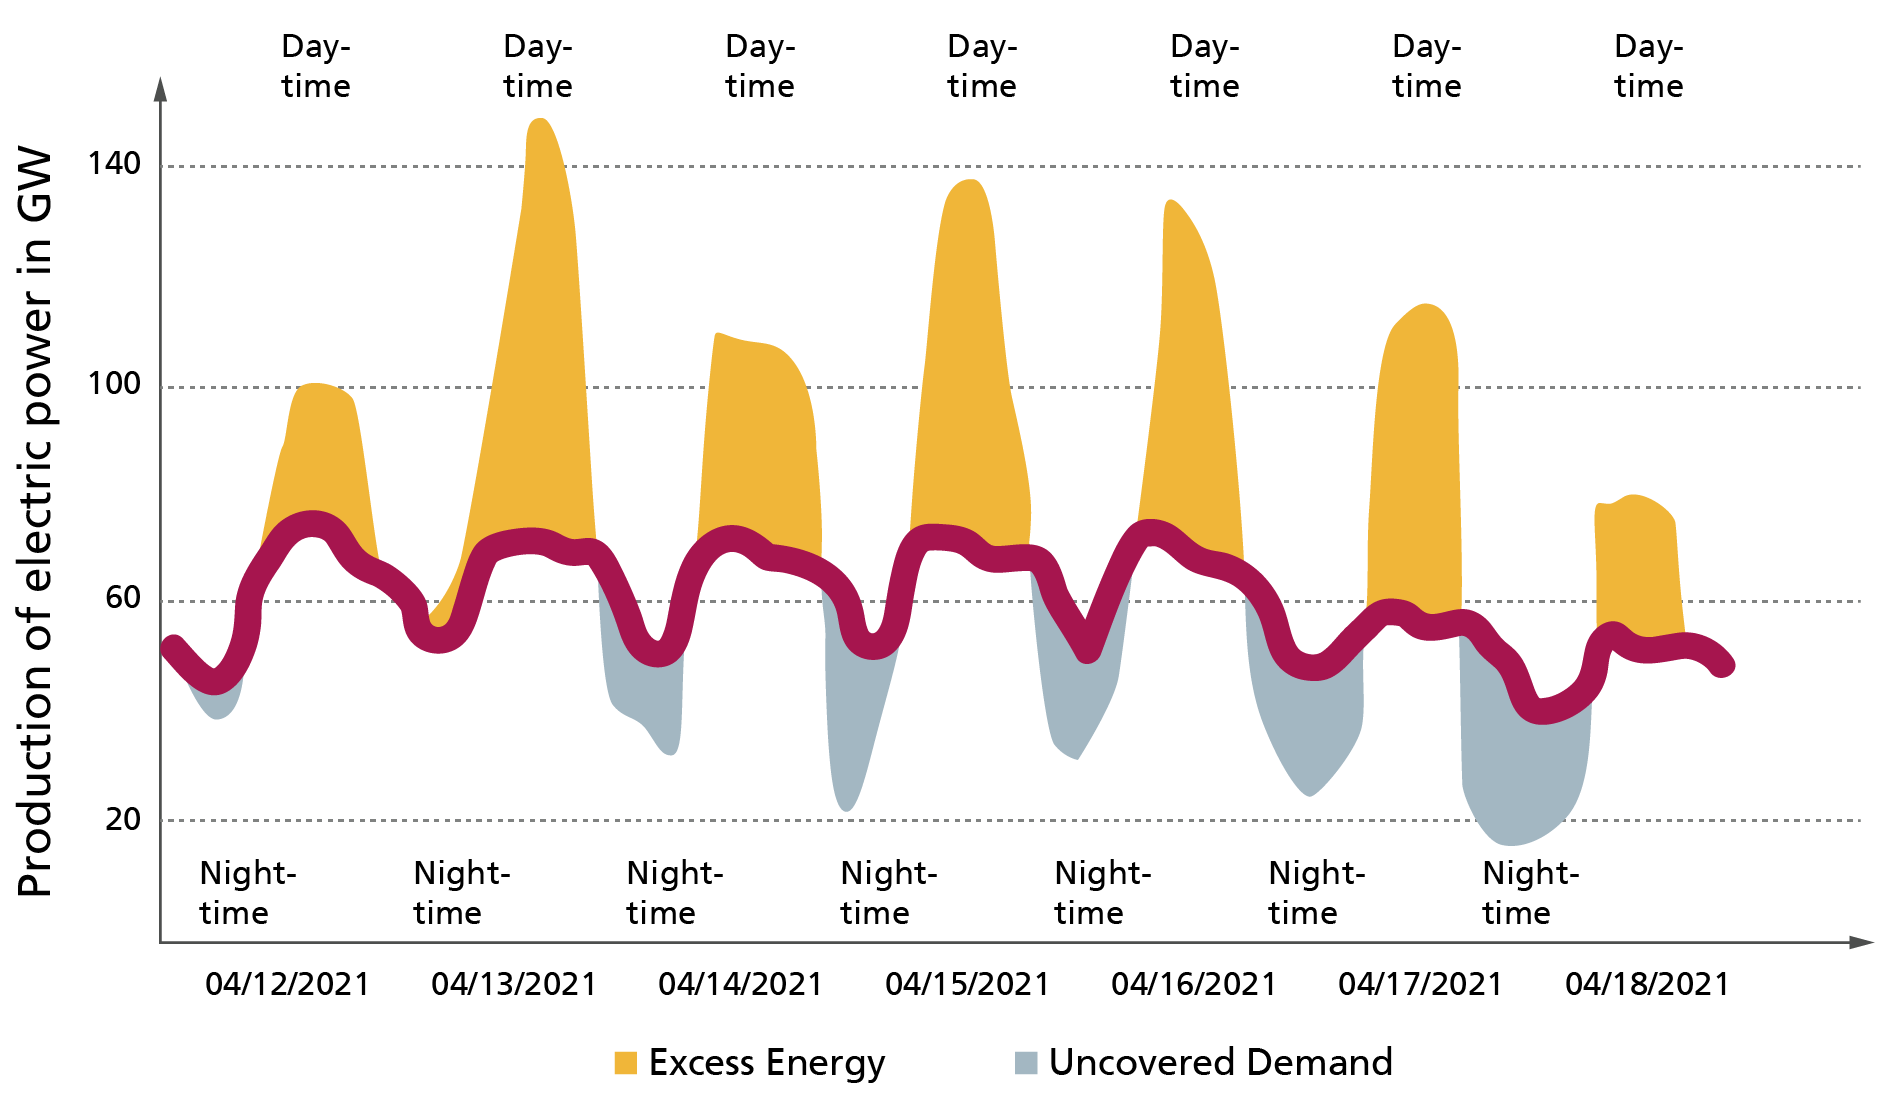 Day-
time
Day-
time
Day-
time
Day-
time
Day-
time
Day-
time
Day-
time
Production of electric power in GW
140
100
60
20
Night-
time
Night-
time
Night-
time
Night-
time
Night-
time
Night-
time
Night-
time
04/12/2021
04/13/2021
04/14/2021
04/15/2021
04/16/2021
04/17/2021
04/18/2021
Excess Energy
Uncovered Demand